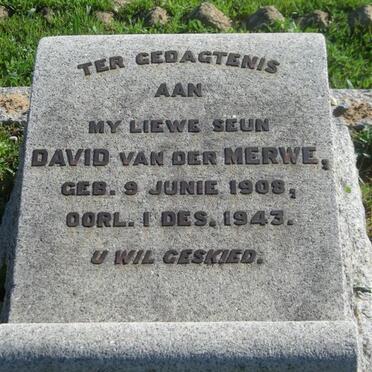 TER GEDAGTENIS
AAN
MY LIEWE SEUN
DAVID VAN DER MERWE,
GEB. 9 JUNIE 1908,
OORL. 1 DES. 1943.
U WIL GESKIED.